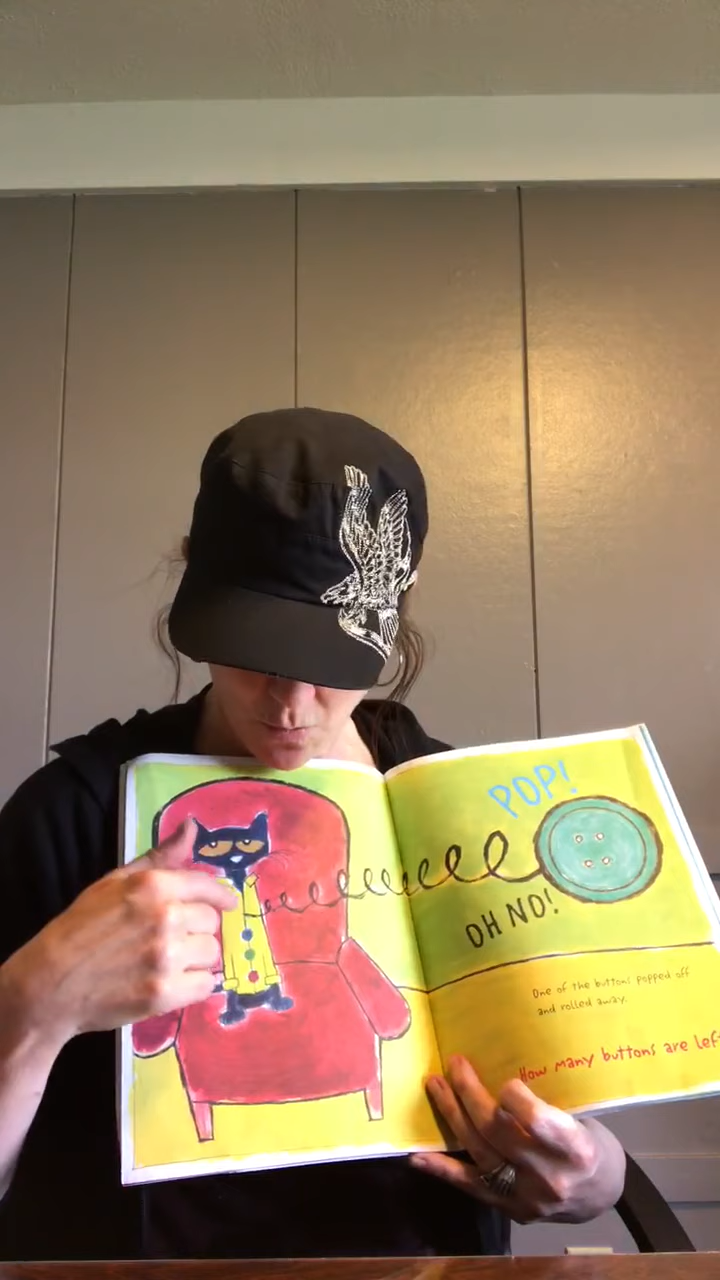 POP!
OH NO!
One of the buttons popped off
and rolled away.
How many buttons are lef